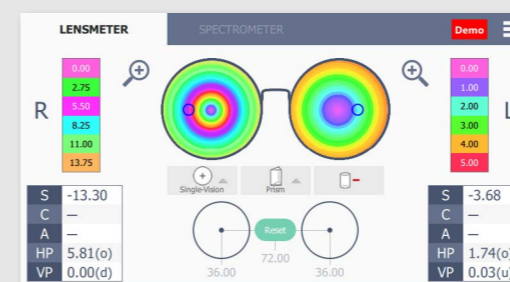 LENSMETER SPECTROMETER Demo
R
0.00
2.75
5.50
8.25
11.00
13.75
0.00
1.00
2.00
3.00
4.00
5.00
L
Single-Vision Prism
S -13.30
C —
A —
HP 5.81(o)
VP 0.00(d)
Reset
72.00
36.00 36.00
S -3.68
C —
A —
HP 1.74(o)
VP 0.03(u)